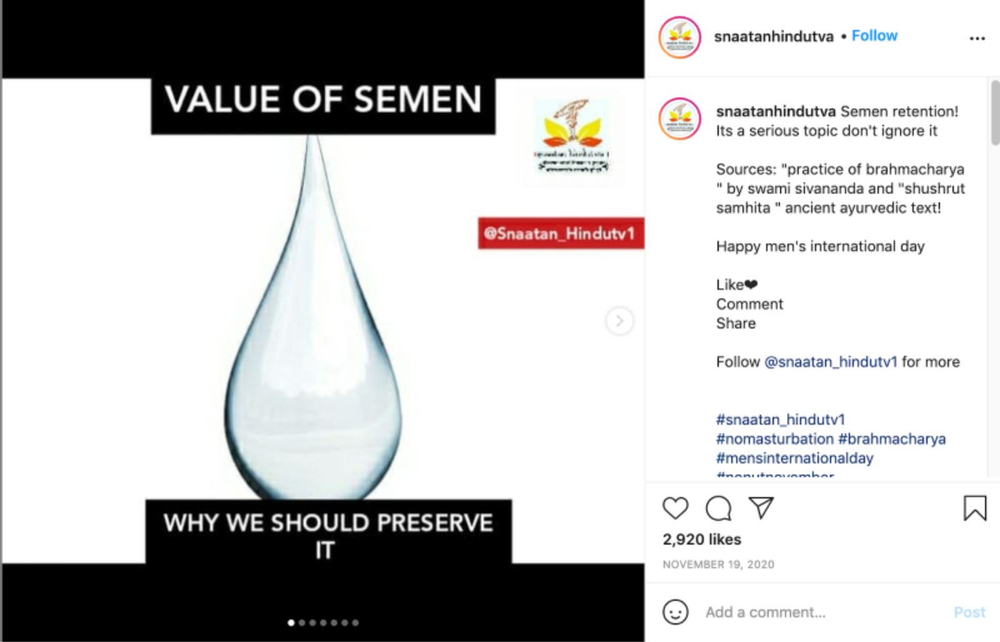 VALUE OF SEMEN
@Snaatan_Hindutv1
WHY WE SHOULD PRESERVE
IT
snaatanhindutva • Follow
snaatanhindutva Semen retention!
Its a serious topic don't ignore it
Sources: "practice of brahmacharya
" by swami sivananda and "shushrut
samhita " ancient ayurvedic text!
Happy men's international day
Like❤
Comment
Share
Follow @snaatan_hindutv1 for more
#snaatan_hindutv1
#nomasturbation #brahmacharya
#mensinternationalday
#nonutnovember
2,920 likes
NOVEMBER 19, 2020
Add a comment...
Post